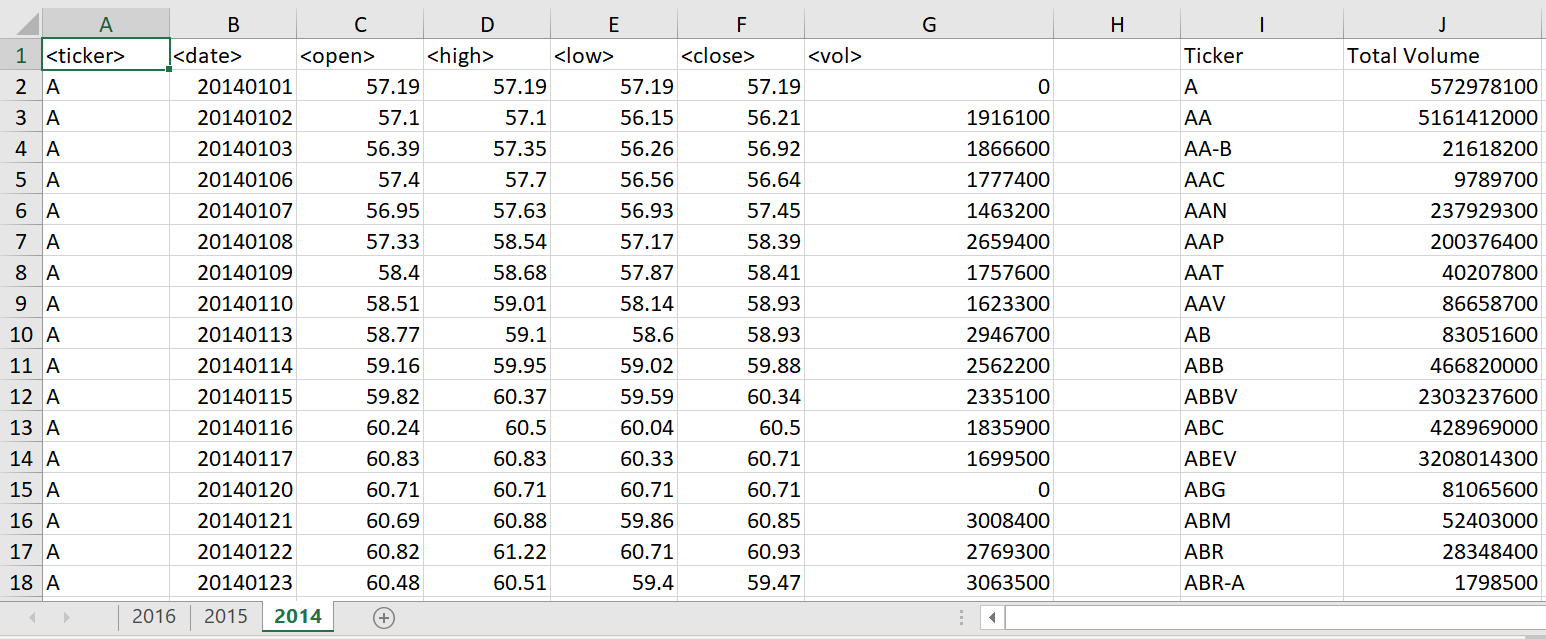 A B C D E F G H I J
1 <ticker> <date> <open> <high> <low> <close> <vol> Ticker Total Volume
2 A 20140101 57.19 57.19 57.19 57.19 0 A 572978100
3 A 20140102 57.1 57.1 56.15 56.21 1916100 AA 5161412000
4 A 20140103 56.39 57.35 56.26 56.92 1866600 AA-B 21618200
5 A 20140106 57.4 57.7 56.56 56.64 1777400 AAC 9789700
6 A 20140107 56.95 57.63 56.93 57.45 1463200 AAN 237929300
7 A 20140108 57.33 58.54 57.17 58.39 2659400 AAP 200376400
8 A 20140109 58.4 58.68 57.87 58.41 1757600 AAT 40207800
9 A 20140110 58.51 59.01 58.14 58.93 1623300 AAV 86658700
10 A 20140113 58.77 59.1 58.6 58.93 2946700 AB 83051600
11 A 20140114 59.16 59.95 59.02 59.88 2562200 ABB 466820000
12 A 20140115 59.82 60.37 59.59 60.34 2335100 ABBV 2303237600
13 A 20140116 60.24 60.5 60.04 60.5 1835900 ABC 428969000
14 A 20140117 60.83 60.83 60.33 60.71 1699500 ABEV 3208014300
15 A 20140120 60.71 60.71 60.71 60.71 0 ABG 81065600
16 A 20140121 60.69 60.88 59.86 60.85 3008400 ABM 52403000
17 A 20140122 60.82 61.22 60.71 60.93 2769300 ABR 28348400
18 A 20140123 60.48 60.51 59.4 59.47 3063500 ABR-A 1798500
2016 2015 2014